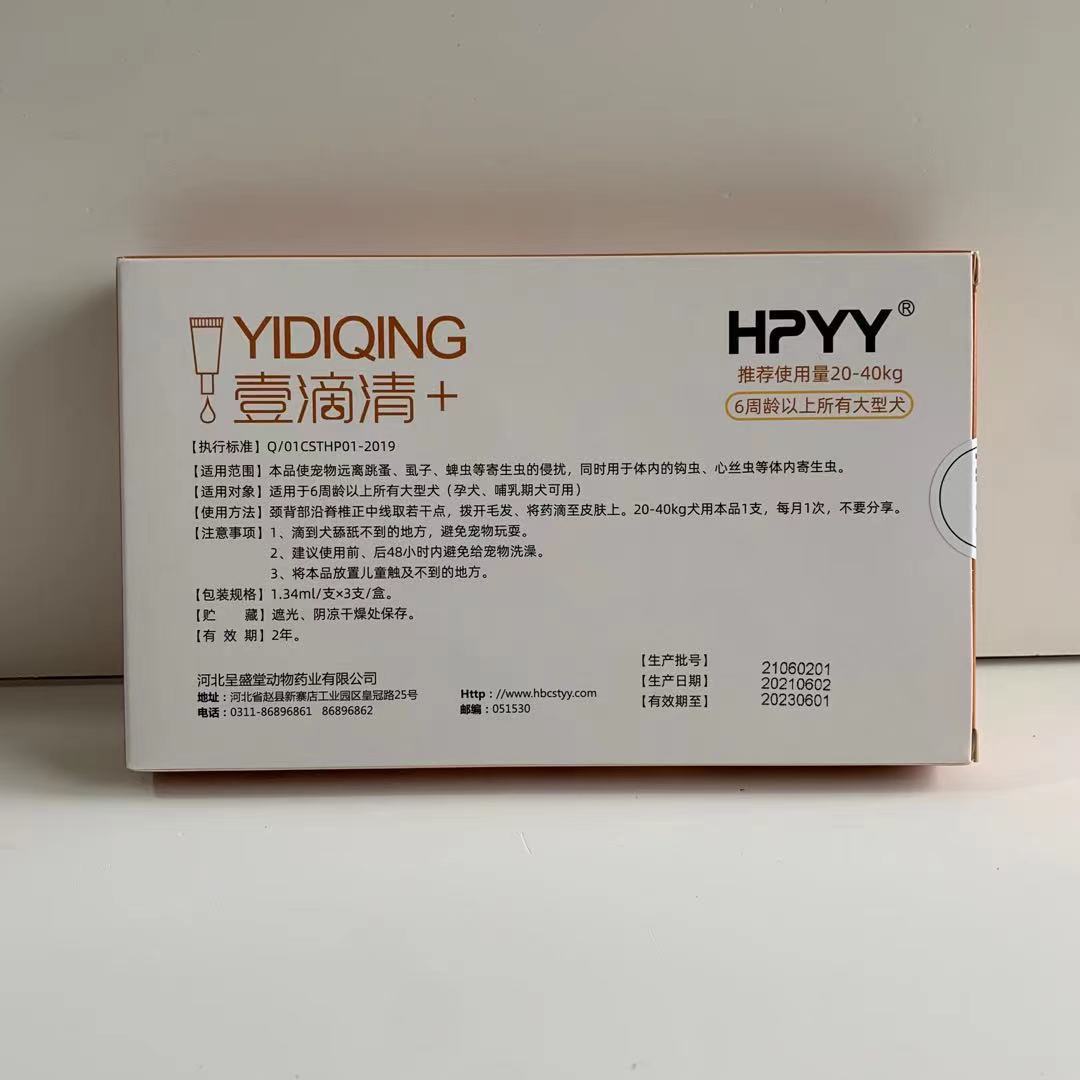 YIDIQING
壹滴清+
HPYY®
推荐使用量20-40kg
6周龄以上所有大型犬
【执行标准】Q/01CSTHP01-2019
【适用范围】本品使宠物远离跳蚤、虱子、蜱虫等寄生虫的侵扰，同时用于体内的钩虫、心丝虫等体内寄生虫。
【适用对象】适用于6周龄以上所有大型犬（孕犬、哺乳期犬可用）
【使用方法】颈背部沿脊椎正中线取若干点，拨开毛发、将药滴至皮肤上。20-40kg犬用本品1支，每月1次，不要分享。
【注意事项】1、滴到犬舔舐不到的地方，避免宠物玩耍。
2、建议使用前、后48小时内避免给宠物洗澡。
3、将本品放置儿童触及不到的地方。
【包装规格】1.34ml/支×3支/盒。
【贮 藏】遮光、阴凉干燥处保存。
【有 效 期】2年。
河北呈盛堂动物药业有限公司
地址：河北省赵县新寨店工业园区皇冠路25号
电话：0311-86896861 86896862
Http：//www.hbcstyy.com
邮编：051530
【生产批号】 21060201
【生产日期】 20210602
【有效期至】 20230601